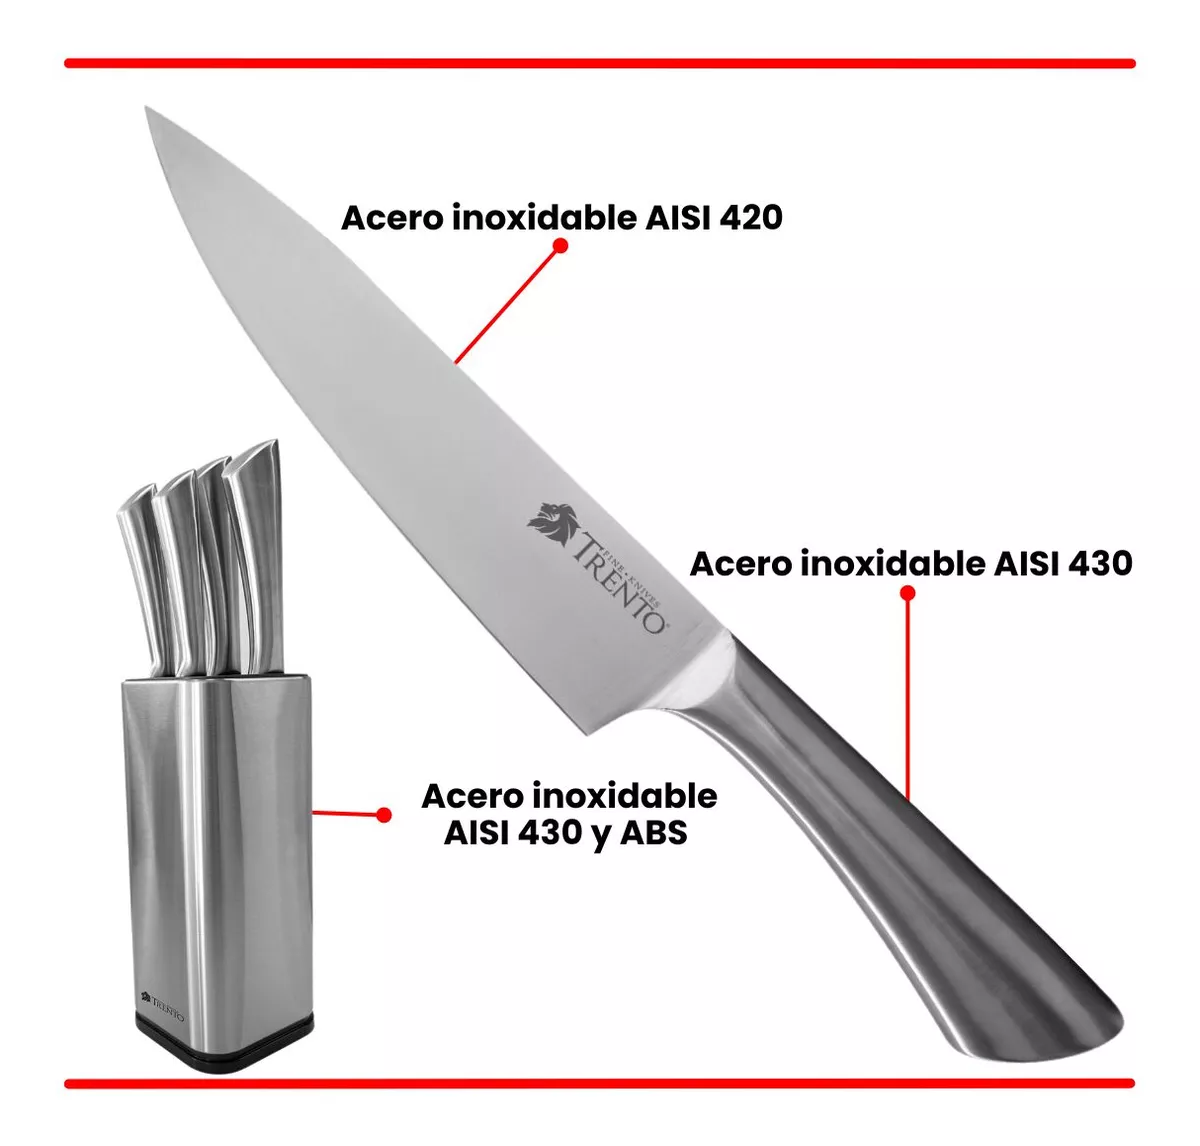 Acero inoxidable AISI 420
TRENTO
FINE • KNIVES
Acero inoxidable AISI 430
Acero inoxidable
AISI 430 y ABS
TRENTO